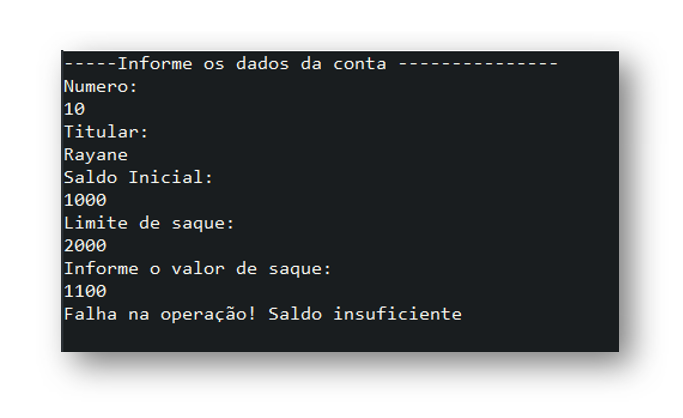 -----Informe os dados da conta ---------------
Numero:
10
Titular:
Rayane
Saldo Inicial:
1000
Limite de saque:
2000
Informe o valor de saque:
1100
Falha na operação! Saldo insuficiente